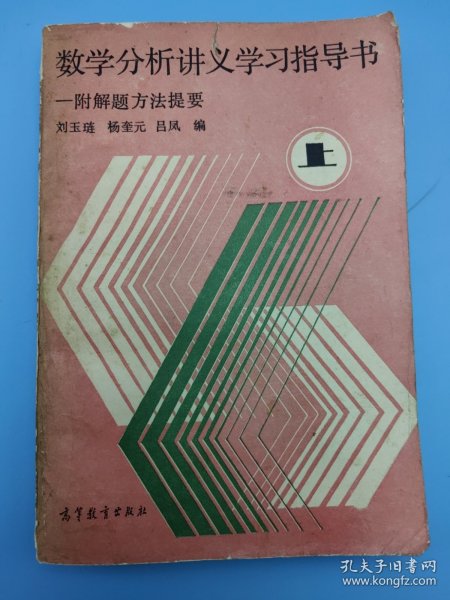 数学分析讲义学习指导书
—附解题方法提要
刘玉琏 杨奎元 吕凤 编
上
高等教育出版社
孔夫子旧书网
www.kongfz.com